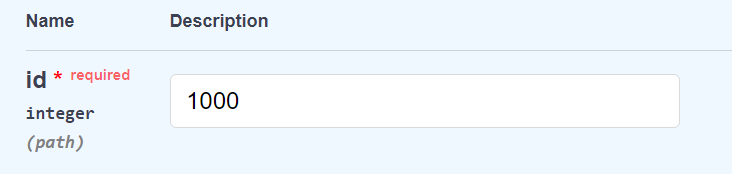 Name Description
id * required
integer
(path)
1000